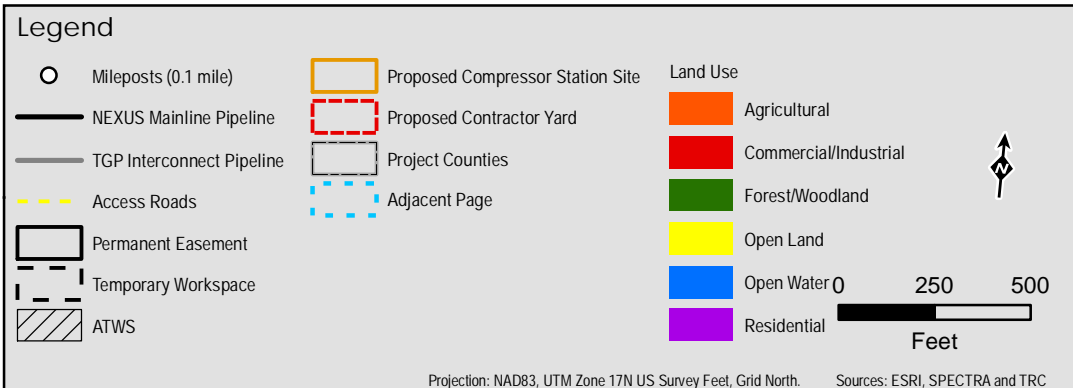 Legend
Mileposts (0.1 mile)
NEXUS Mainline Pipeline
TGP Interconnect Pipeline
Access Roads
Permanent Easement
Temporary Workspace
ATWS
Proposed Compressor Station Site
Proposed Contractor Yard
Project Counties
Adjacent Page
Land Use
Agricultural
Commercial/Industrial
Forest/Woodland
Open Land
Open Water
Residential
N
0 250 500
Feet
Projection: NAD83, UTM Zone 17N US Survey Feet, Grid North. Sources: ESRI, SPECTRA and TRC